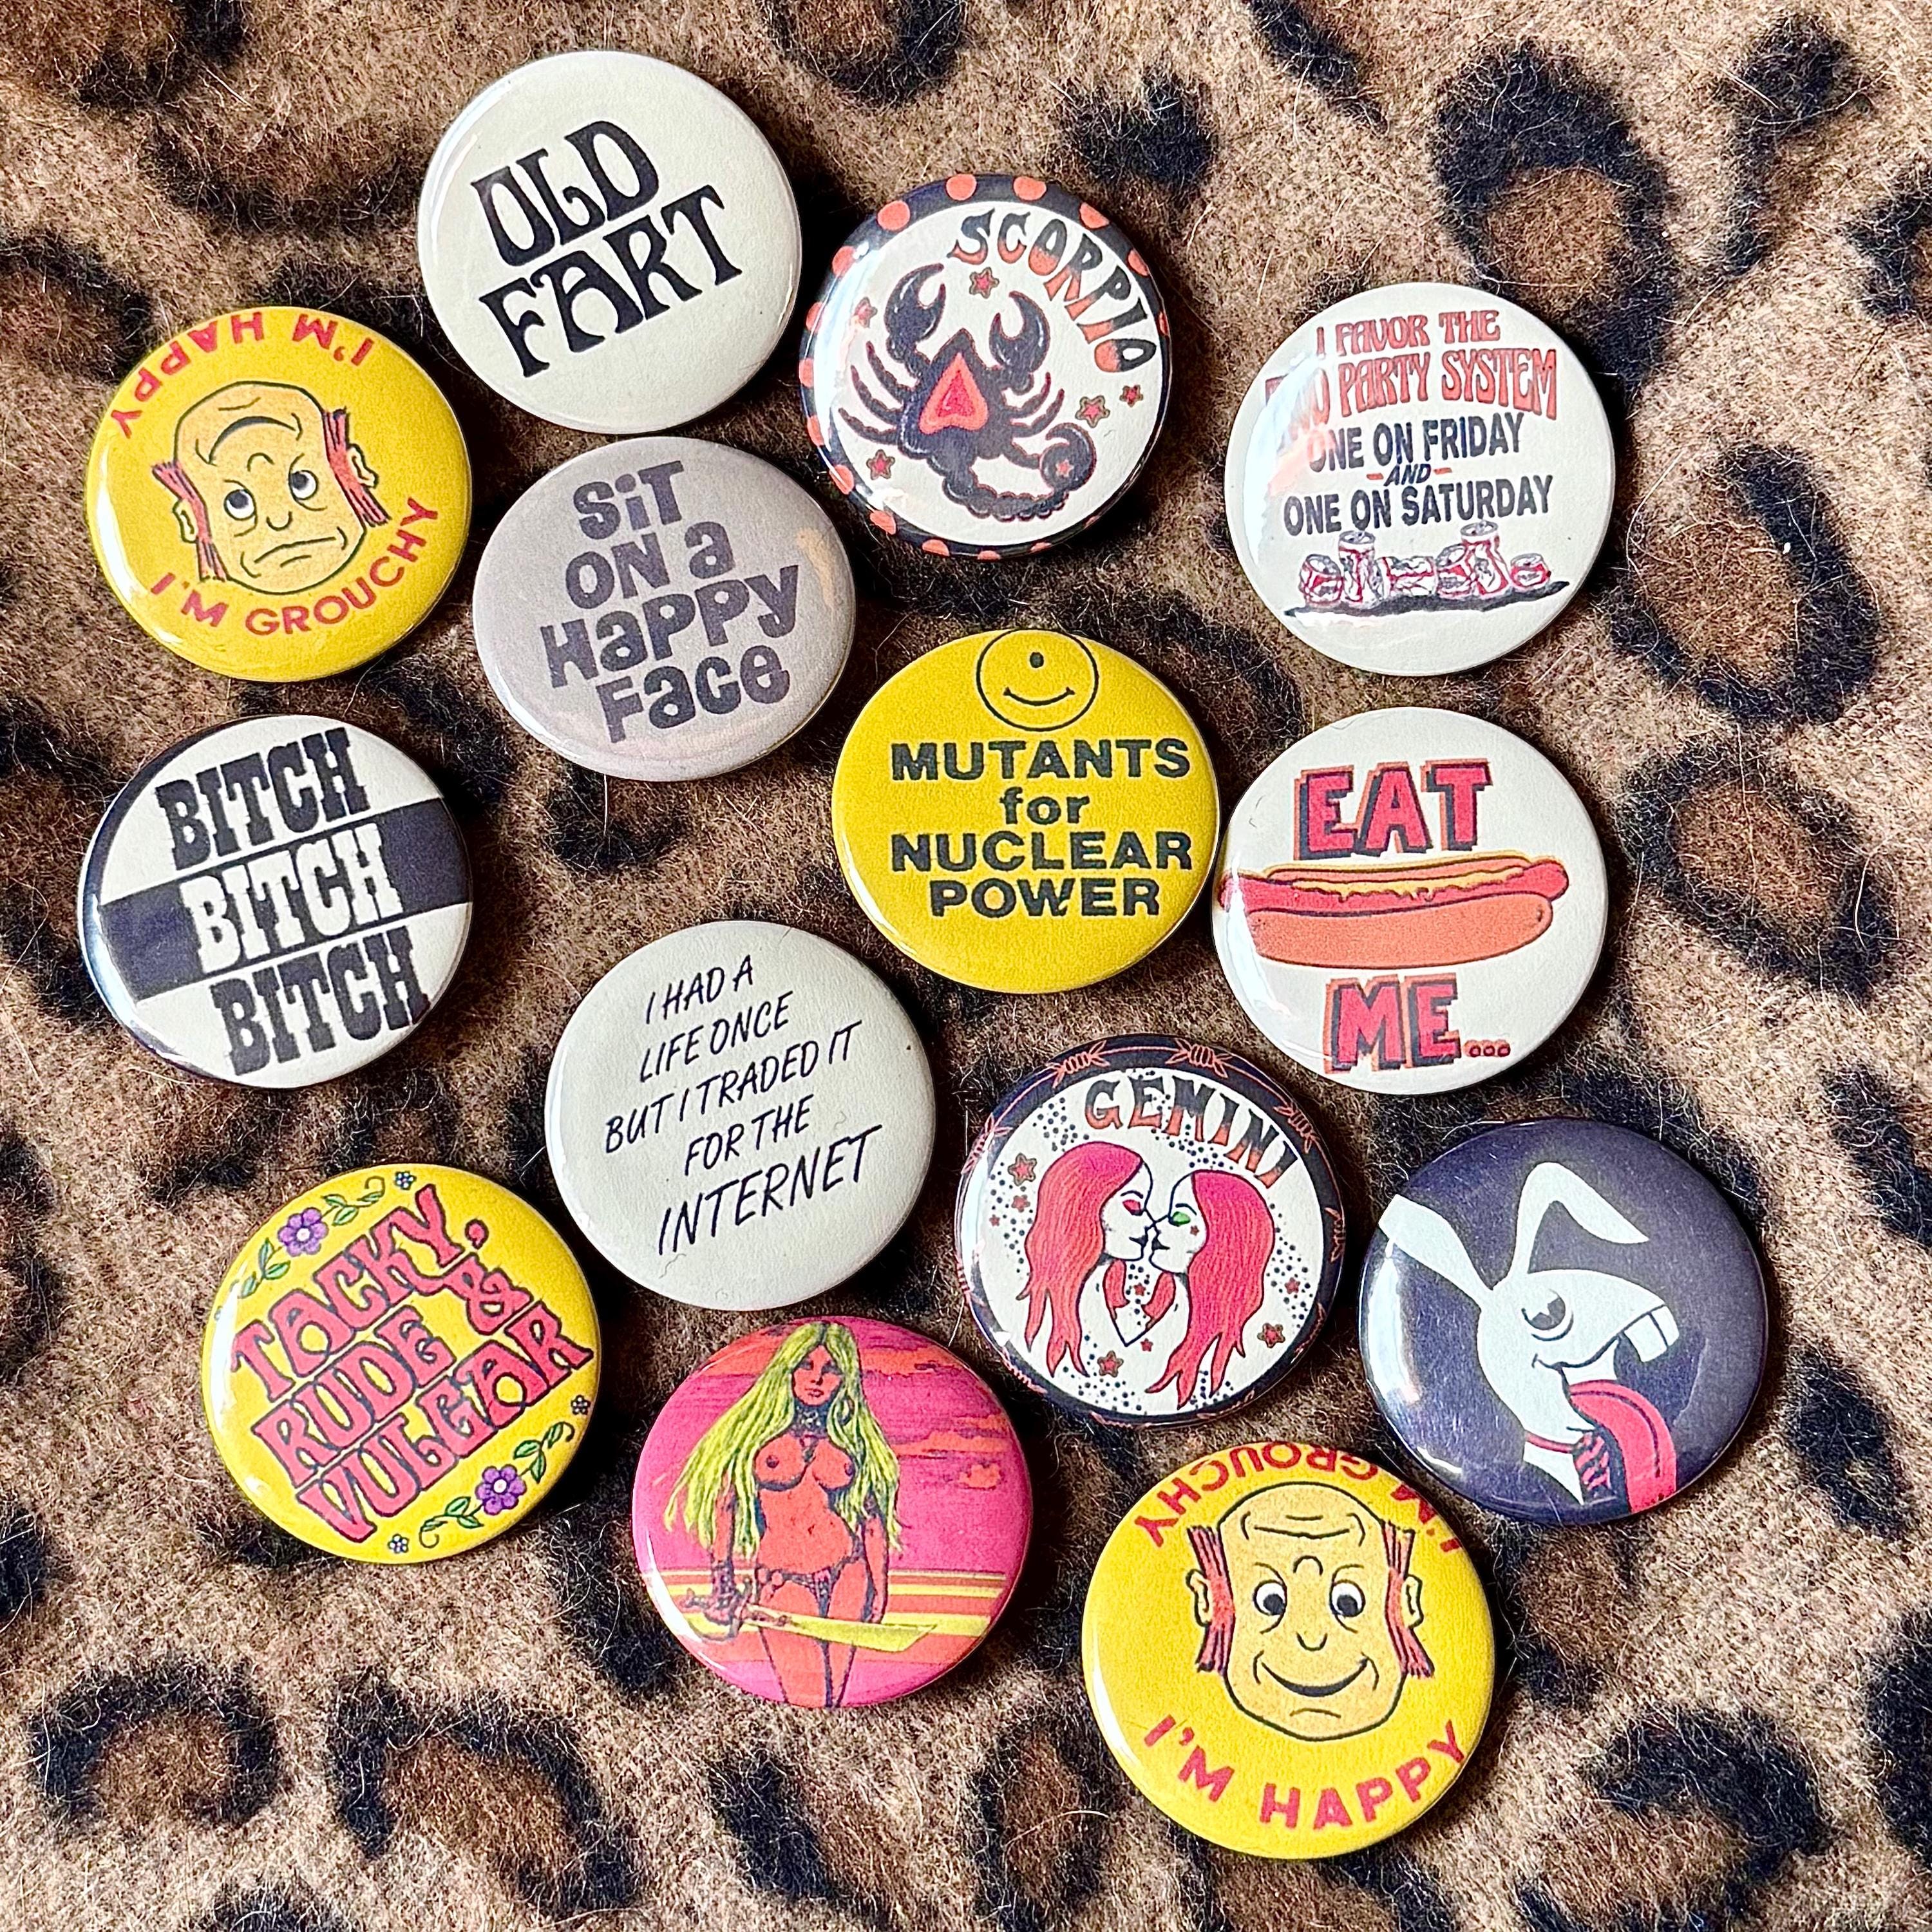 OLD
FART
SCORPIO
I'M HAPPY
I'M GROUCHY
I FAVOR THE
TWO PARTY SYSTEM
ONE ON FRIDAY
-AND-
ONE ON SATURDAY
SiT
ON a
HaPPY
Face
MUTANTS
for
NUCLEAR
POWER
BITCH
BITCH
BITCH
EAT
ME...
I HAD A
LIFE ONCE
BUT I TRADED IT
FOR THE
INTERNET
GEMINI
TACKY,
RUDE &
VULGAR
I'M GROUCHY
I'M HAPPY